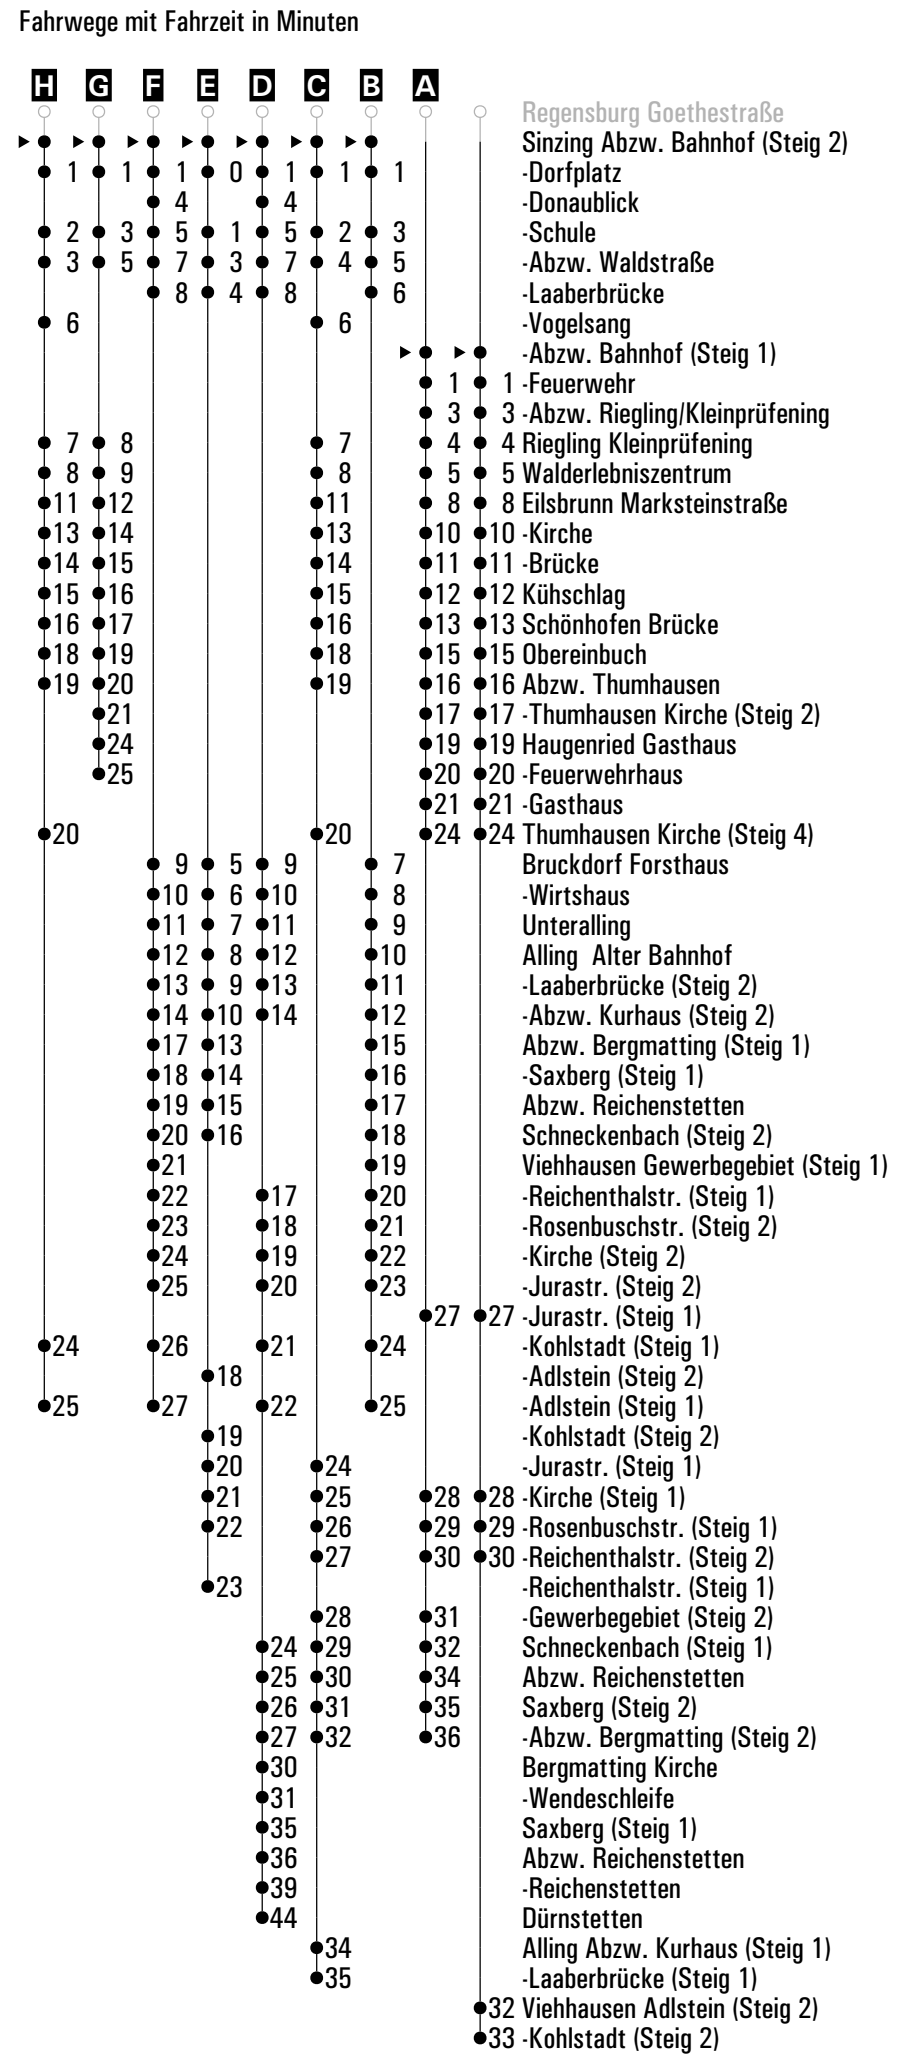 Fahrwege mit Fahrzeit in Minuten
H G F E D C B A
Regensburg Goethestraße
Sinzing Abzw. Bahnhof (Steig 2)
1 1 1 0 1 1 1 -Dorfplatz
4 4 -Donaublick
2 3 5 1 5 2 3 -Schule
3 5 7 3 7 4 5 -Abzw. Waldstraße
8 4 8 6 -Laaberbrücke
6 6 -Vogelsang
-Abzw. Bahnhof (Steig 1)
1 1 -Feuerwehr
3 3 -Abzw. Riegling/Kleinprüfening
7 8 7 4 4 Riegling Kleinprüfening
8 9 8 5 5 Walderlebniszentrum
11 12 11 8 8 Eilsbrunn Marksteinstraße
13 14 13 10 10 -Kirche
14 15 14 11 11 -Brücke
15 16 15 12 12 Kühschlag
16 17 16 13 13 Schönhofen Brücke
18 19 18 15 15 Obereinbuch
19 20 19 16 16 Abzw. Thumhausen
21 17 17 -Thumhausen Kirche (Steig 2)
24 19 19 Haugenried Gasthaus
25 20 20 -Feuerwehrhaus
21 21 -Gasthaus
20 20 24 24 Thumhausen Kirche (Steig 4)
9 5 9 7 Bruckdorf Forsthaus
10 6 10 8 -Wirtshaus
11 7 11 9 Unteralling
12 8 12 10 Alling Alter Bahnhof
13 9 13 11 -Laaberbrücke (Steig 2)
14 10 14 12 -Abzw. Kurhaus (Steig 2)
17 13 15 Abzw. Bergmatting (Steig 1)
18 14 16 -Saxberg (Steig 1)
19 15 17 Abzw. Reichenstetten
20 16 18 Schneckenbach (Steig 2)
21 19 Viehhausen Gewerbegebiet (Steig 1)
22 17 20 -Reichenthalstr. (Steig 1)
23 18 21 -Rosenbuschstr. (Steig 2)
24 19 22 -Kirche (Steig 2)
25 20 23 -Jurastr. (Steig 2)
27 27 -Jurastr. (Steig 1)
24 26 21 24 -Kohlstadt (Steig 1)
18 -Adlstein (Steig 2)
25 27 22 25 -Adlstein (Steig 1)
19 -Kohlstadt (Steig 2)
20 24 -Jurastr. (Steig 1)
21 25 28 28 -Kirche (Steig 1)
22 26 29 29 -Rosenbuschstr. (Steig 1)
27 30 30 -Reichenthalstr. (Steig 2)
23 -Reichenthalstr. (Steig 1)
28 31 -Gewerbegebiet (Steig 2)
24 29 32 Schneckenbach (Steig 1)
25 30 34 Abzw. Reichenstetten
26 31 35 Saxberg (Steig 2)
27 32 36 -Abzw. Bergmatting (Steig 2)
30 Bergmatting Kirche
31 -Wendeschleife
35 Saxberg (Steig 1)
36 Abzw. Reichenstetten
39 -Reichenstetten
44 Dürnstetten
34 Alling Abzw. Kurhaus (Steig 1)
35 -Laaberbrücke (Steig 1)
32 Viehhausen Adlstein (Steig 2)
33 -Kohlstadt (Steig 2)